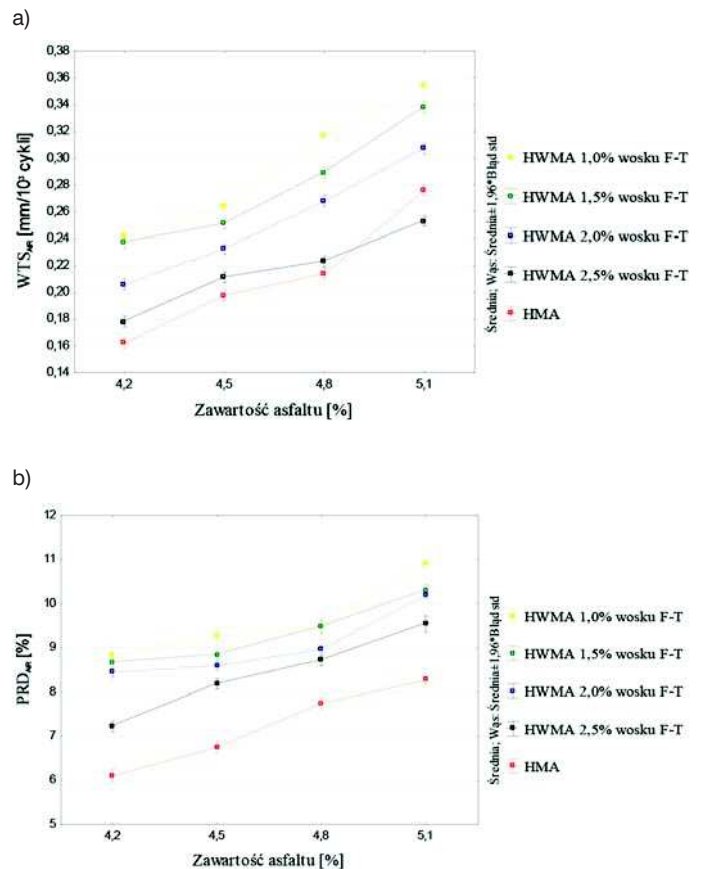 a)
0,38
0,36
0,34
0,32
0,30
0,28
0,26
0,24
0,22
0,20
0,18
0,16
0,14
WTS_AIR [mm/10³ cykli]
4,2 4,5 4,8 5,1
Zawartość asfaltu [%]
Średnia; Wąs: Średnia±1,96*Błąd std
HWMA 1,0% wosku F-T
HWMA 1,5% wosku F-T
HWMA 2,0% wosku F-T
HWMA 2,5% wosku F-T
HMA
b)
12
11
10
9
8
7
6
5
PRD_AIR [%]
4,2 4,5 4,8 5,1
Zawartość asfaltu [%]
Średnia; Wąs: Średnia±1,96*Błąd std
HWMA 1,0% wosku F-T
HWMA 1,5% wosku F-T
HWMA 2,0% wosku F-T
HWMA 2,5% wosku F-T
HMA